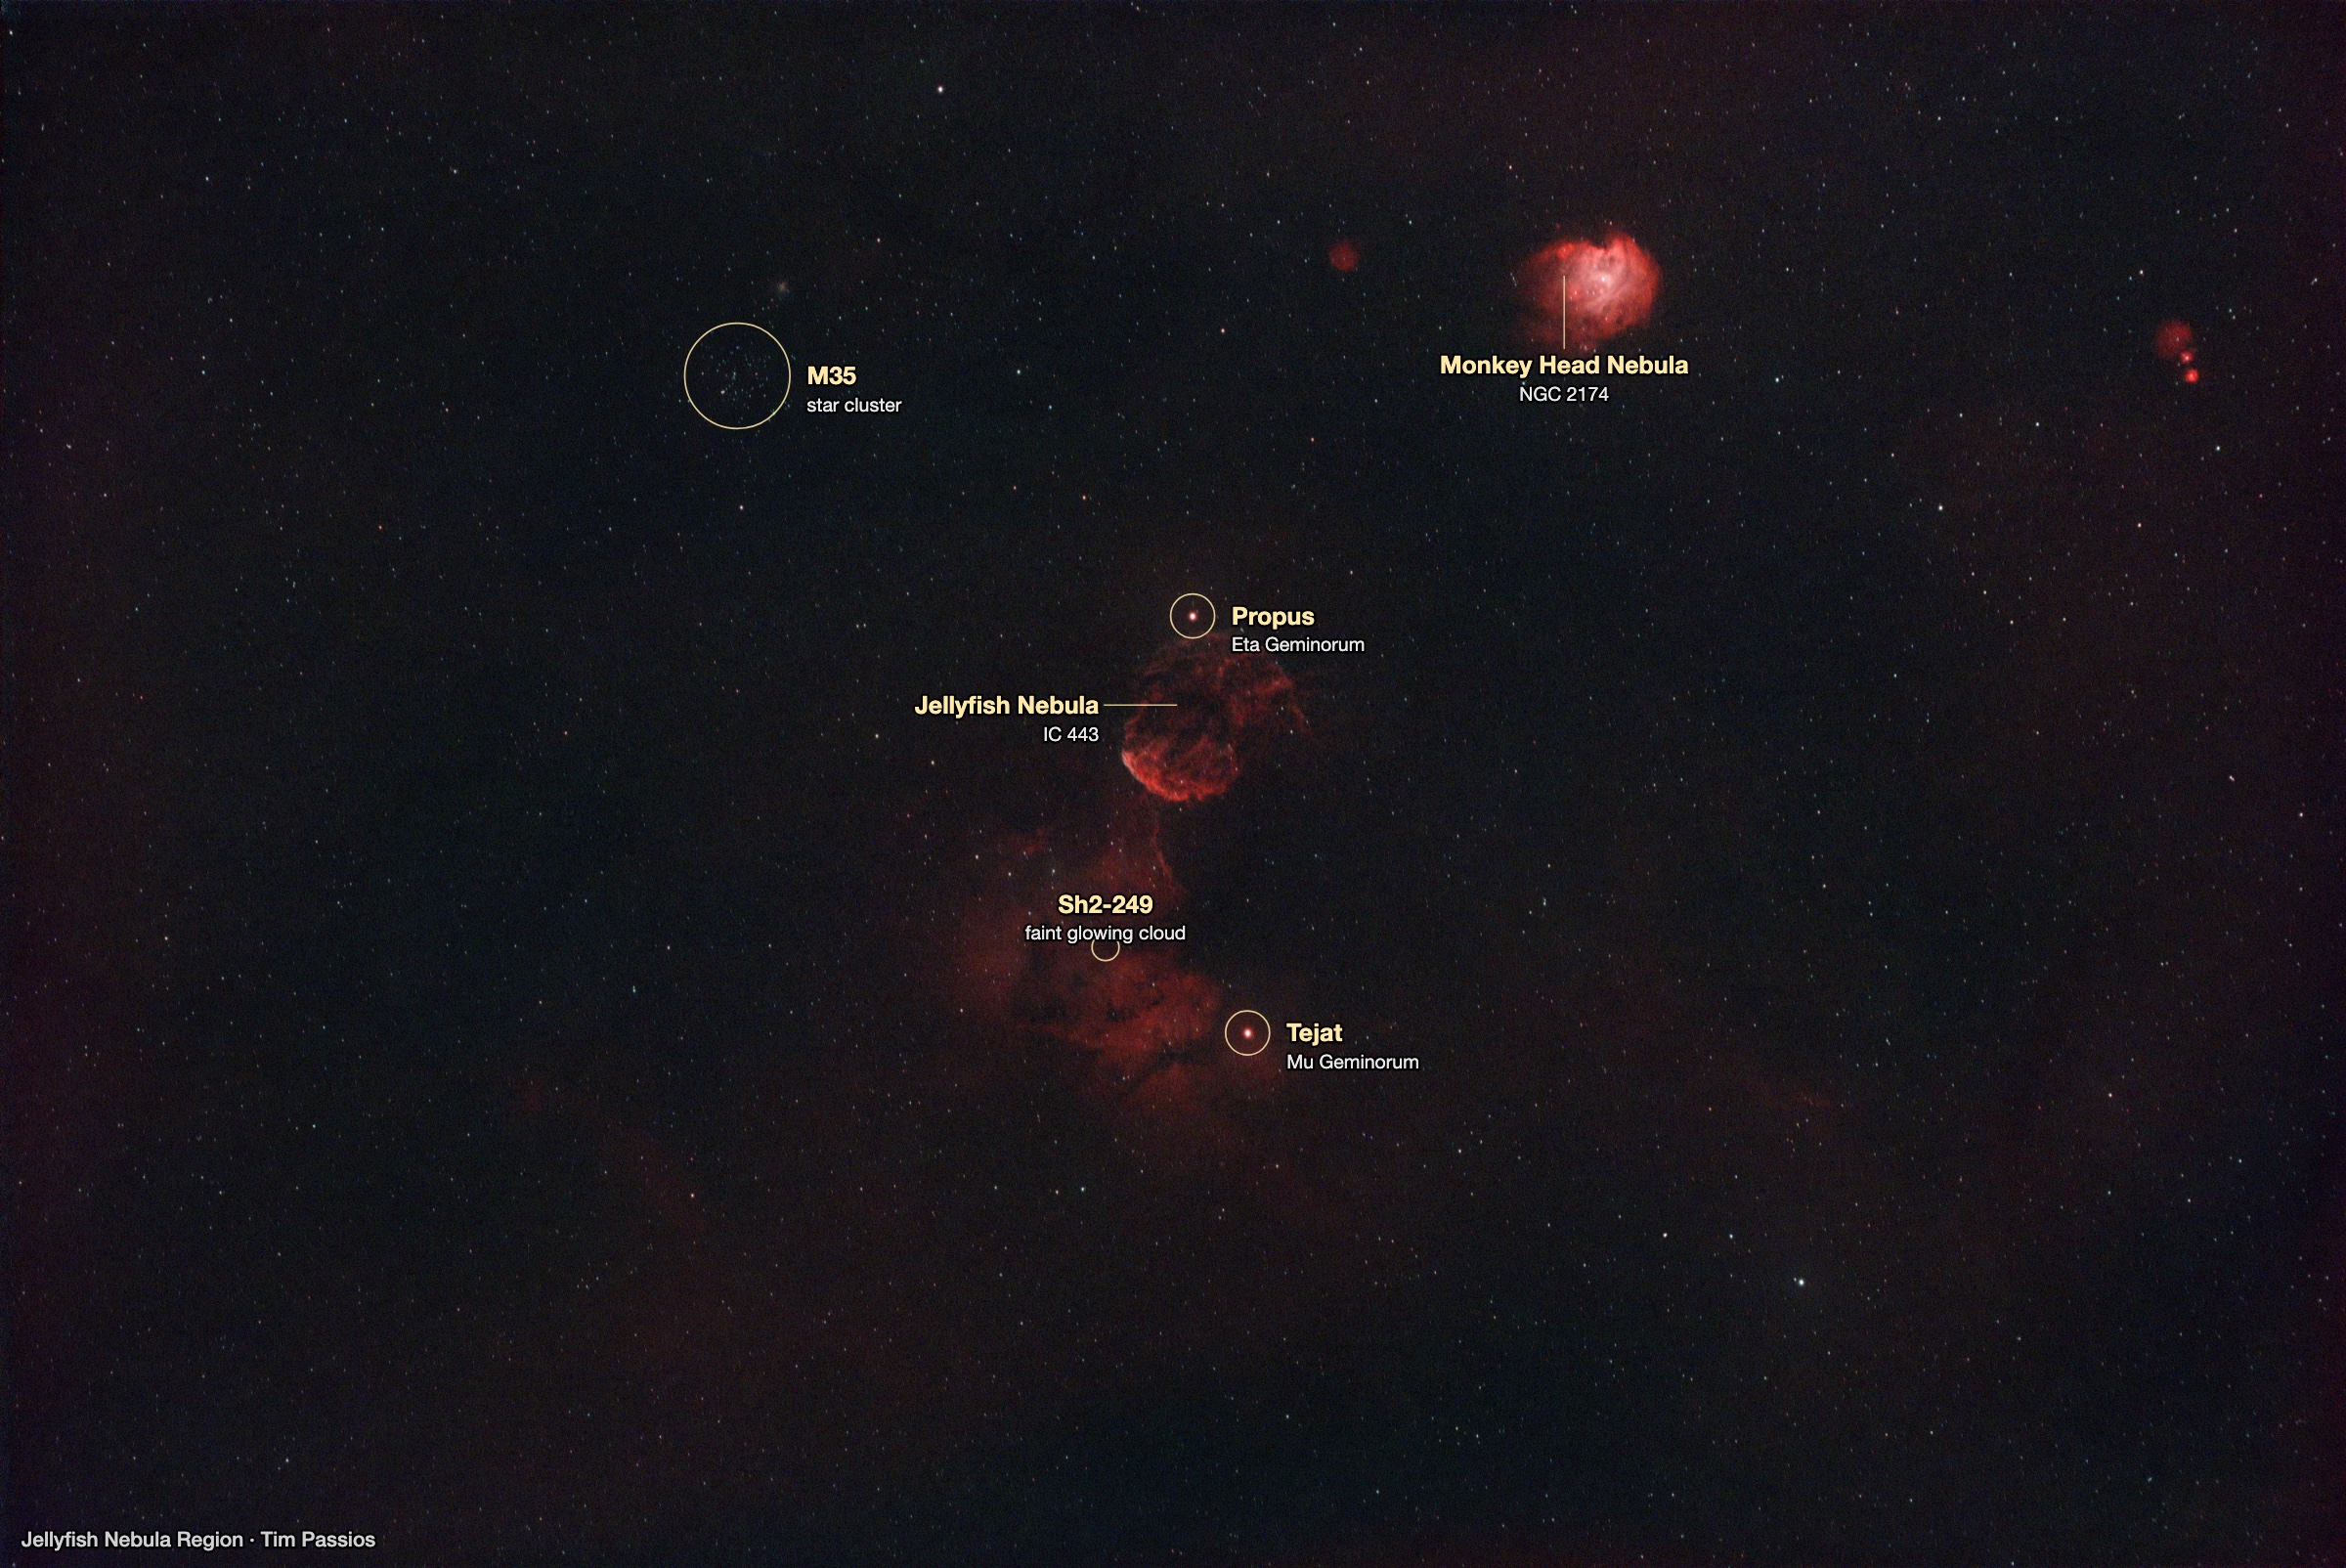 M35
star cluster
Monkey Head Nebula
NGC 2174
Propus
Eta Geminorum
Jellyfish Nebula
IC 443
Sh2-249
faint glowing cloud
Tejat
Mu Geminorum
Jellyfish Nebula Region · Tim Passios